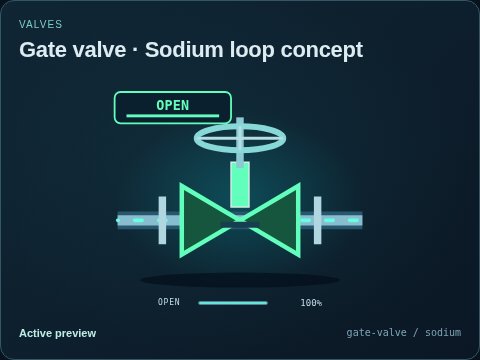 VALVES
Gate valve · Sodium loop concept
OPEN
OPEN 100%
Active preview
gate-valve / sodium